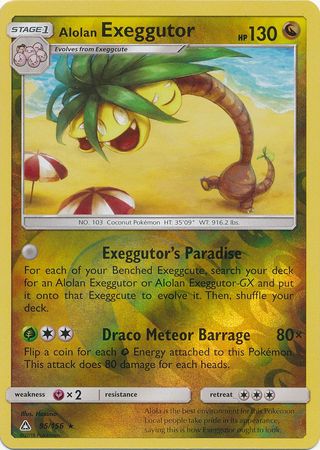 STAGE 1
Alolan Exeggutor HP 130
Evolves from Exeggcute
NO. 103 Coconut Pokémon HT: 35'09" WT: 916.2 lbs.
Exeggutor's Paradise
For each of your Benched Exeggcute, search your deck
for an Alolan Exeggutor or Alolan Exeggutor-GX and put
it onto that Exeggcute to evolve it. Then, shuffle your
deck.
Draco Meteor Barrage 80×
Flip a coin for each Energy attached to this Pokémon.
This attack does 80 damage for each heads.
weakness × 2 resistance retreat
Illus. Hasuno
95/156
©2018 Pokémon
Alola is the best environment for this Pokémon.
Local people take pride in its appearance,
saying this is how Exeggutor ought to look.